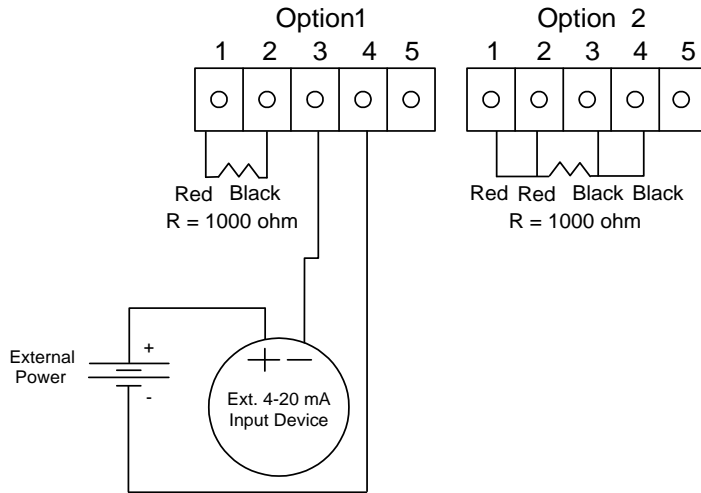 Option1
1 2 3 4 5
Red Black
R = 1000 ohm
Option 2
1 2 3 4 5
Red Red Black Black
R = 1000 ohm
External
Power
+
-
+ −
Ext. 4-20 mA
Input Device